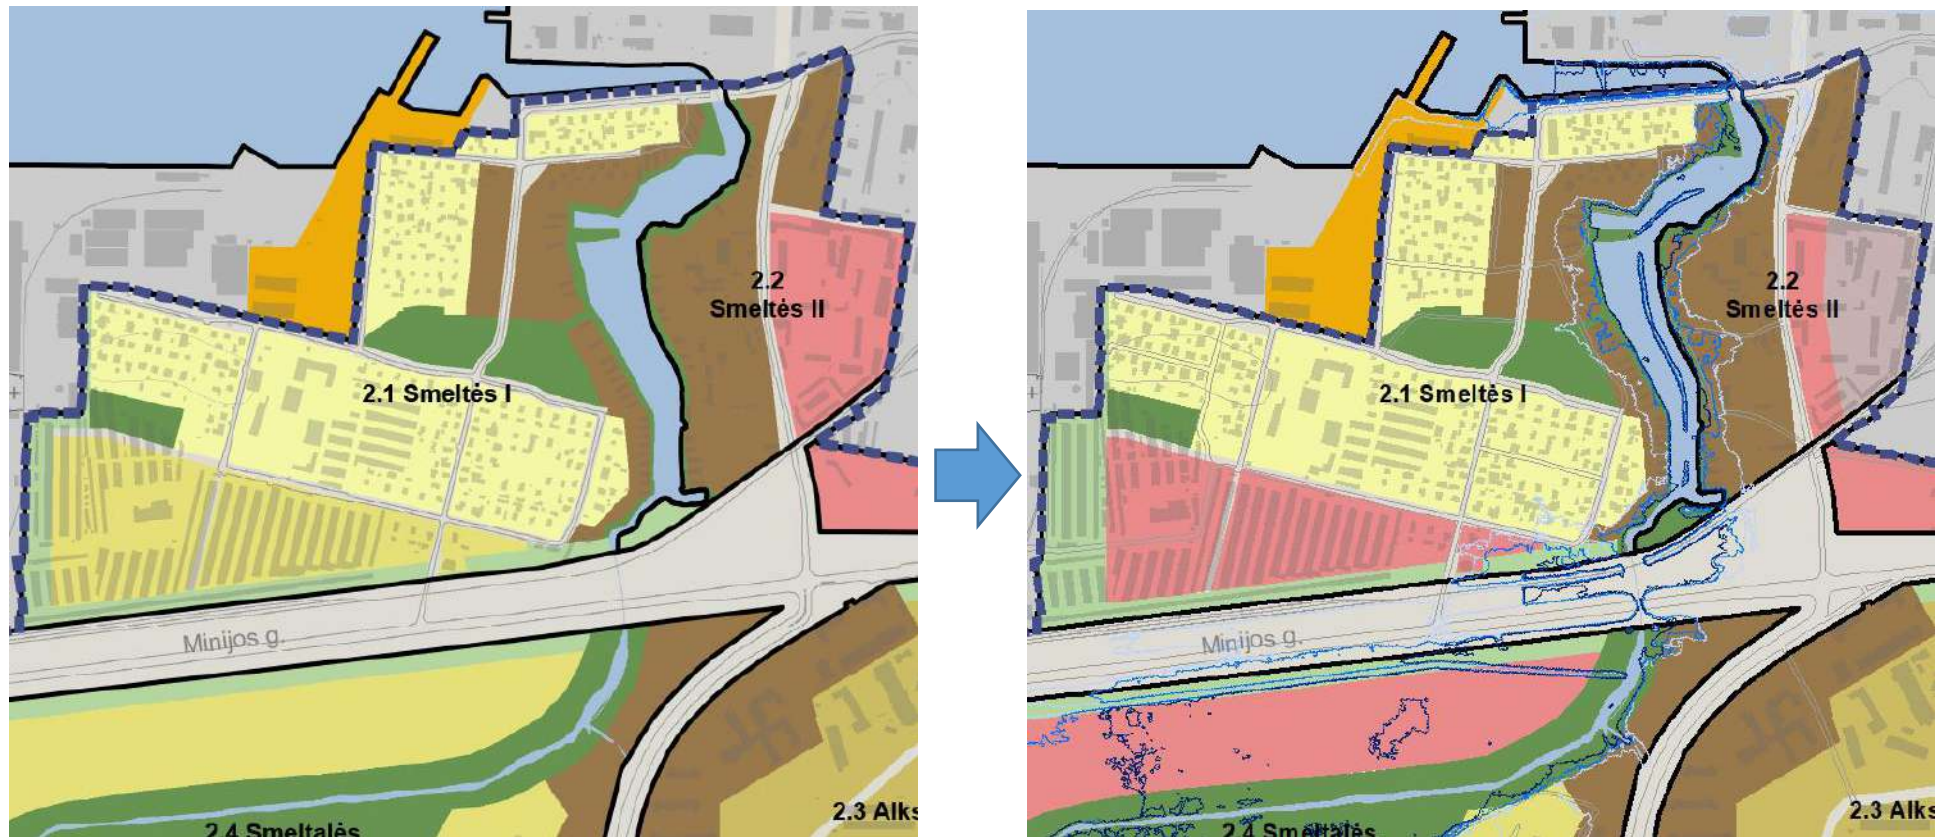 2.2
Smeltės II
2.1 Smeltės I
Minijos g.
2.3 Alks
2.4 Smeltalės
2.2
Smeltės II
2.1 Smeltės I
Minijos g.
2.3 Alks
2.4 Smeltalės